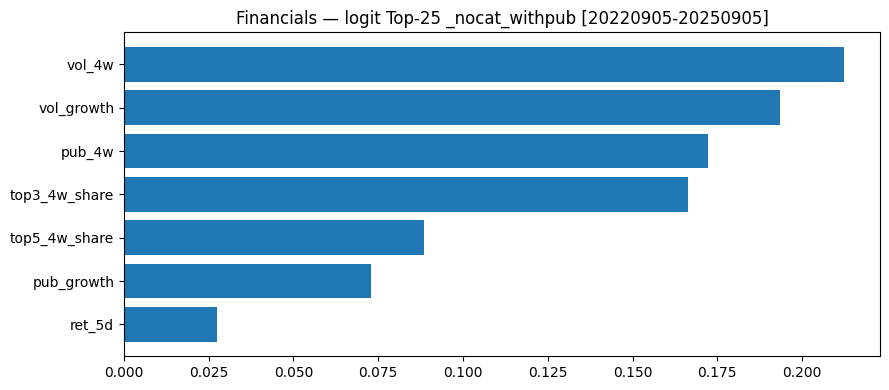 Financials — logit Top-25 _nocat_withpub [20220905-20250905]
vol_4w
vol_growth
pub_4w
top3_4w_share
top5_4w_share
pub_growth
ret_5d
0.000 0.025 0.050 0.075 0.100 0.125 0.150 0.175 0.200